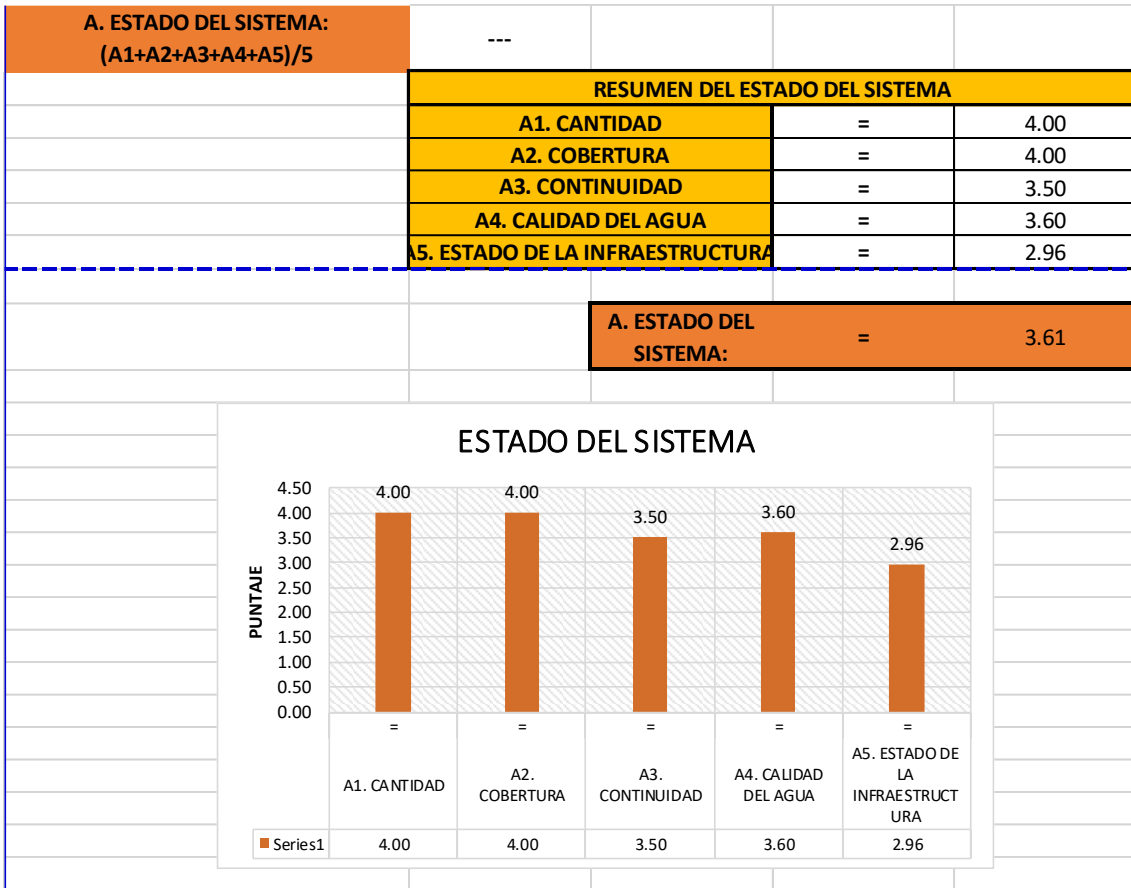 A. ESTADO DEL SISTEMA:
(A1+A2+A3+A4+A5)/5
---
RESUMEN DEL ESTADO DEL SISTEMA
A1. CANTIDAD = 4.00
A2. COBERTURA = 4.00
A3. CONTINUIDAD = 3.50
A4. CALIDAD DEL AGUA = 3.60
A5. ESTADO DE LA INFRAESTRUCTURA = 2.96
A. ESTADO DEL
SISTEMA:
= 3.61
ESTADO DEL SISTEMA
PUNTAJE
4.50
4.00
3.50
3.00
2.50
2.00
1.50
1.00
0.50
0.00
4.00 4.00 3.50 3.60 2.96
= = = = =
A1. CANTIDAD
A2.
COBERTURA
A3.
CONTINUIDAD
A4. CALIDAD
DEL AGUA
A5. ESTADO DE
LA
INFRAESTRUCT
URA
Series1 4.00 4.00 3.50 3.60 2.96